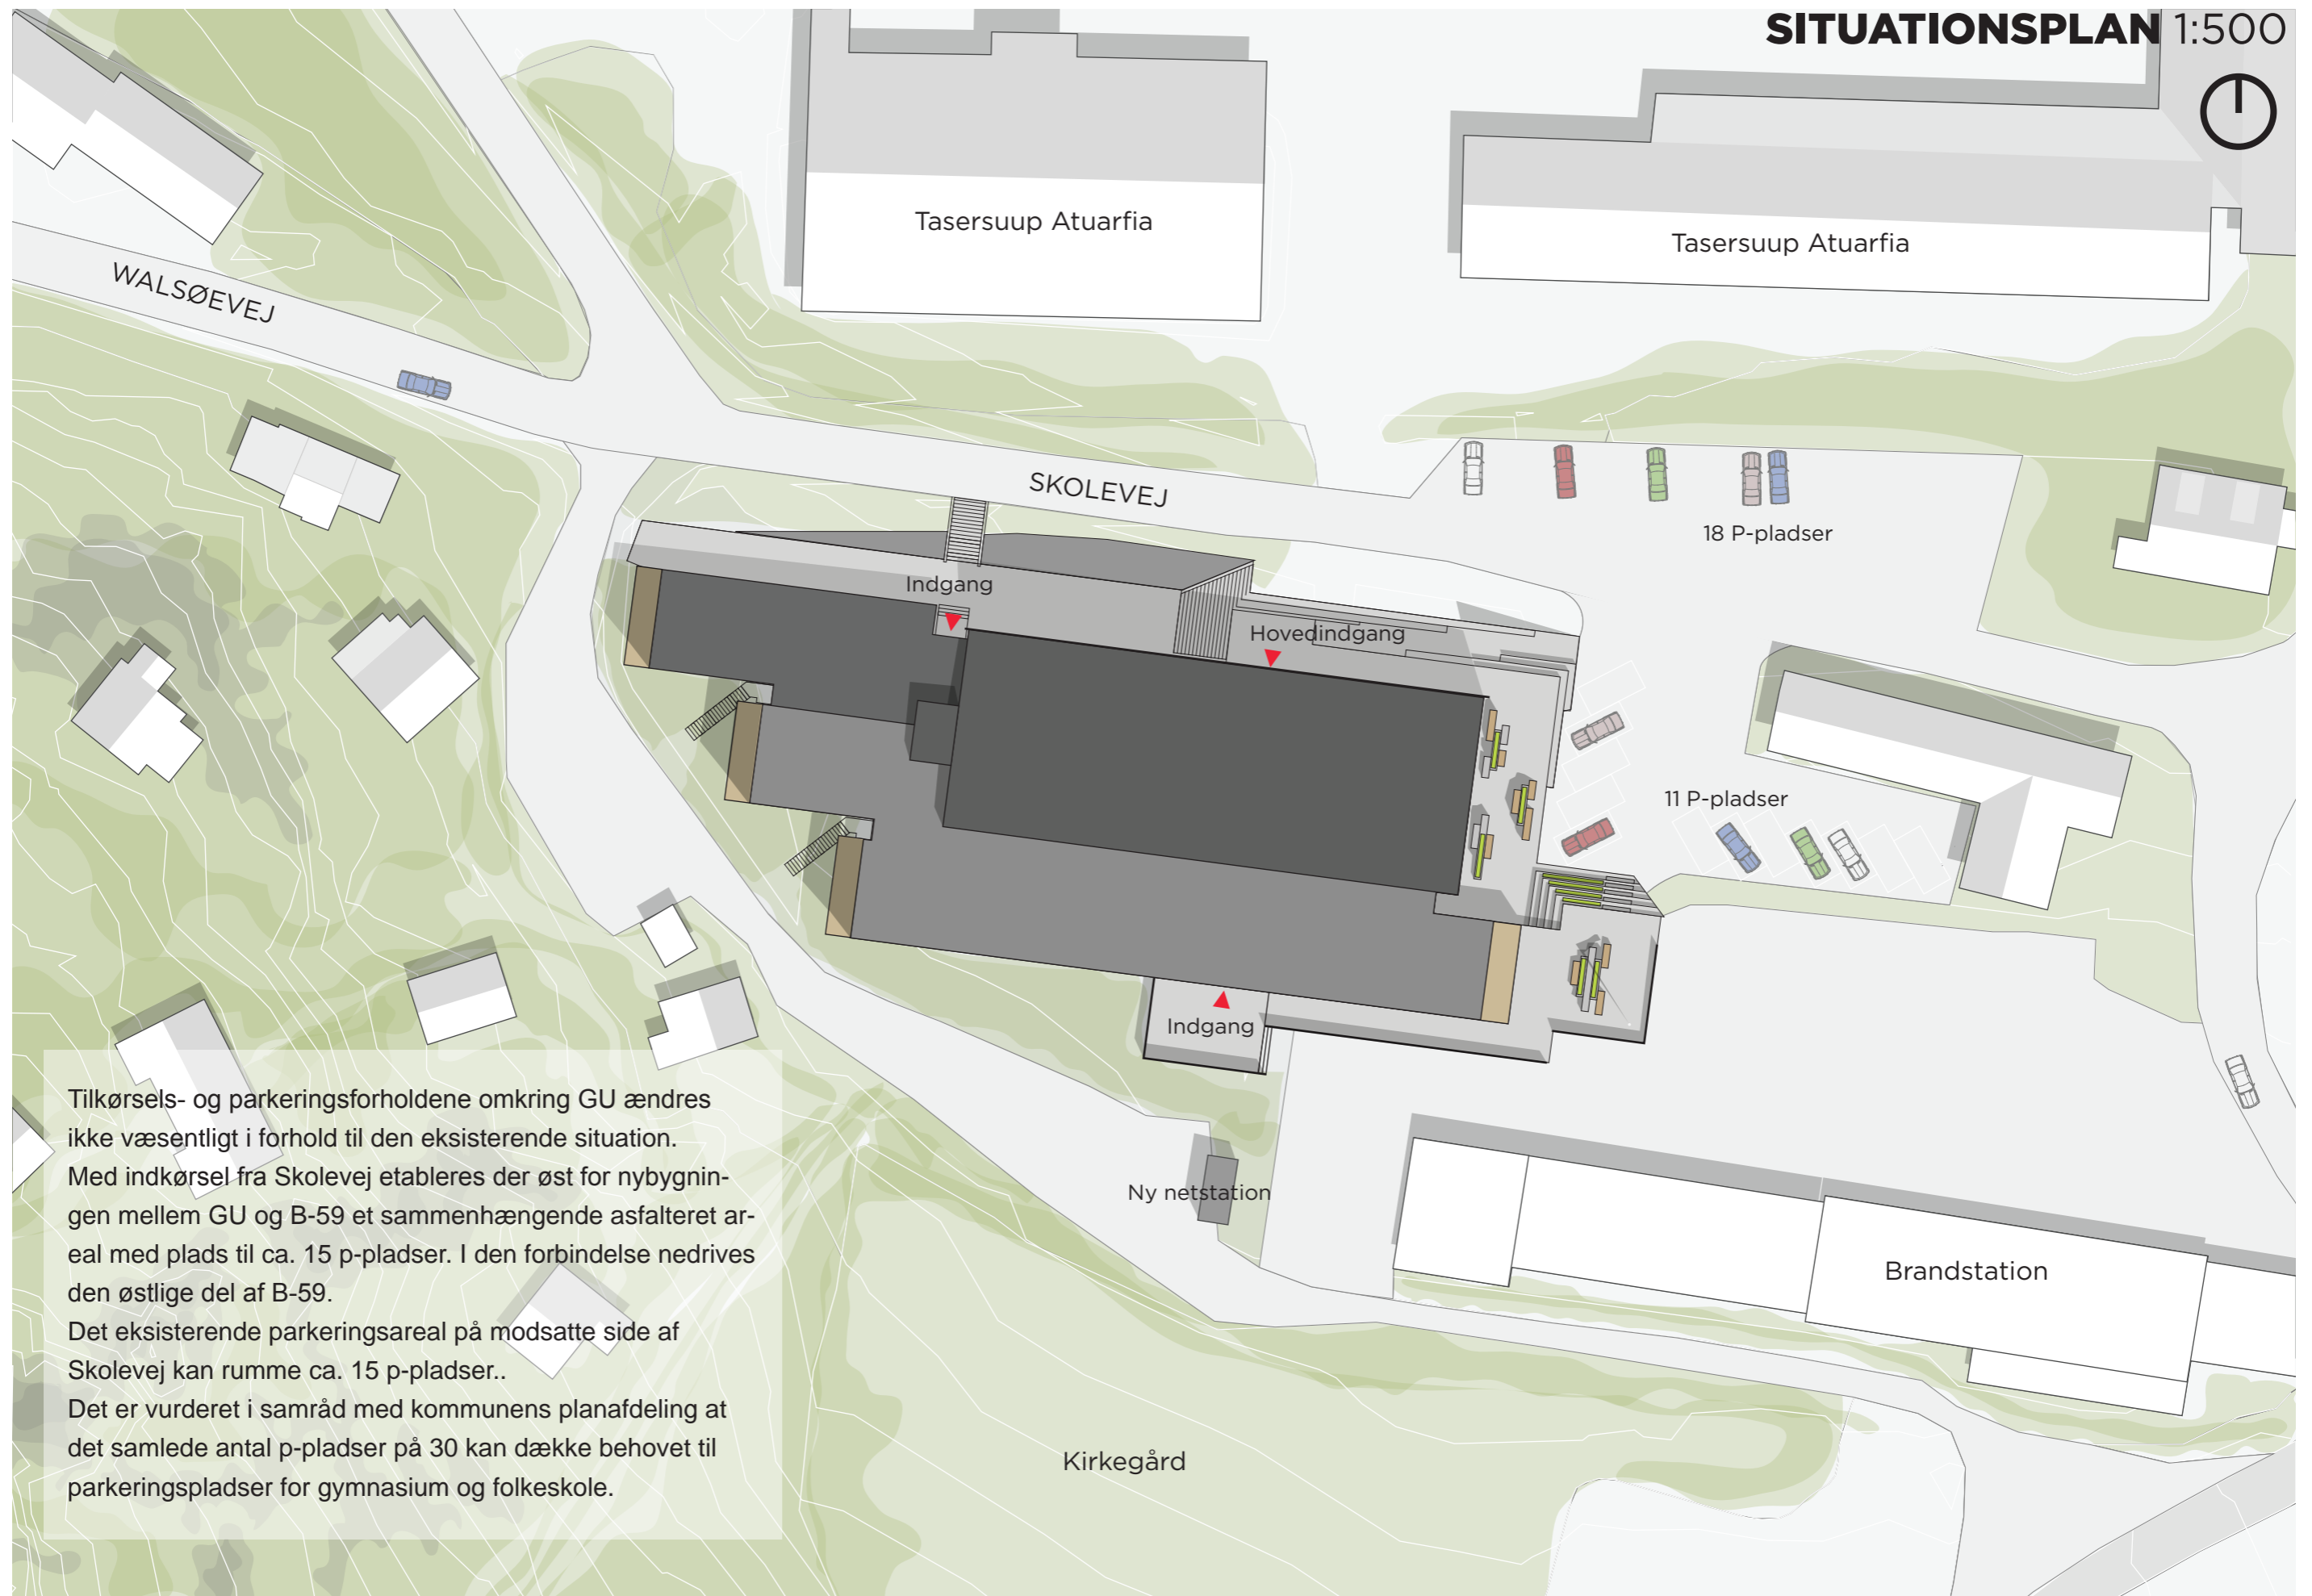 SITUATIONSPLAN 1:500
Tasersuup Atuarfia
Tasersuup Atuarfia
WALSØEVEJ
SKOLEVEJ
18 P-pladser
Indgang
Hovedindgang
11 P-pladser
Indgang
Ny netstation
Brandstation
Kirkegård
Tilkørsels- og parkeringsforholdene omkring GU ændres
ikke væsentligt i forhold til den eksisterende situation.
Med indkørsel fra Skolevej etableres der øst for nybygnin-
gen mellem GU og B-59 et sammenhængende asfalteret ar-
eal med plads til ca. 15 p-pladser. I den forbindelse nedrives
den østlige del af B-59.
Det eksisterende parkeringsareal på modsatte side af
Skolevej kan rumme ca. 15 p-pladser..
Det er vurderet i samråd med kommunens planafdeling at
det samlede antal p-pladser på 30 kan dække behovet til
parkeringspladser for gymnasium og folkeskole.